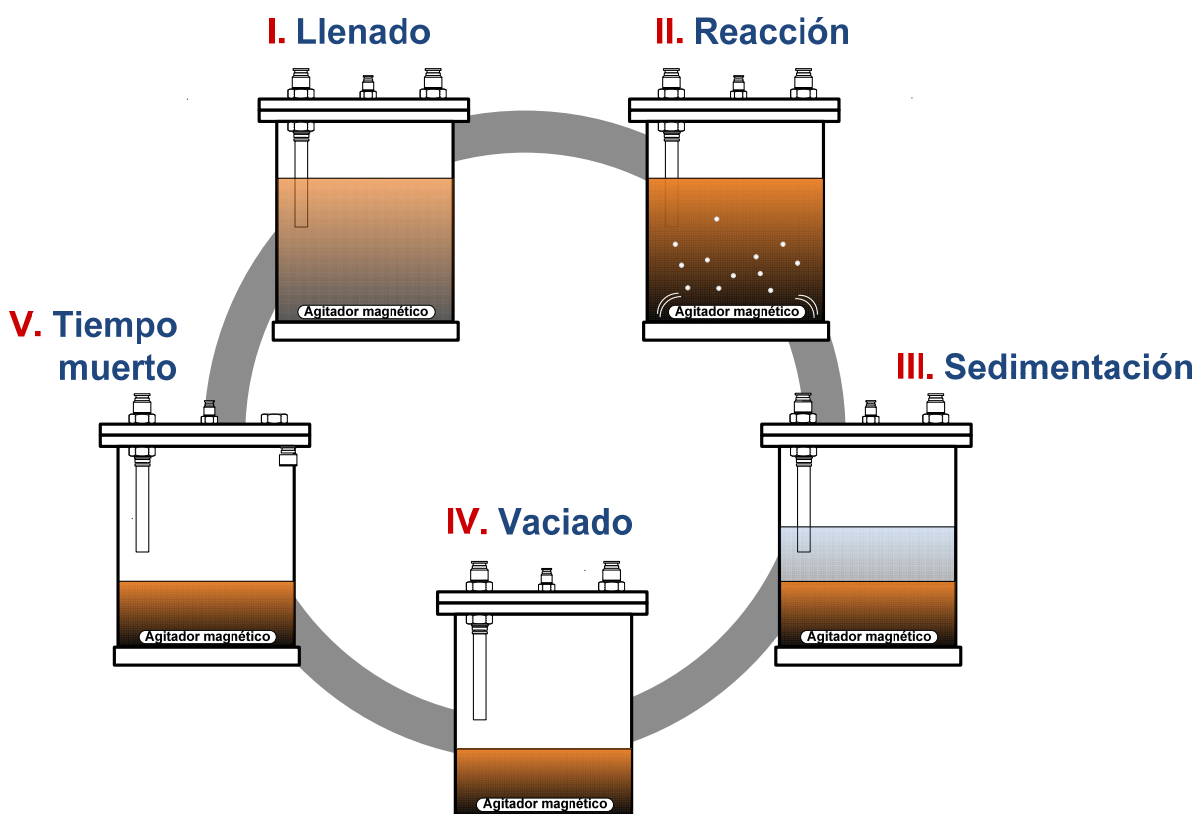 I. Llenado
II. Reacción
Agitador magnético
Agitador magnético
V. Tiempo
muerto
III. Sedimentación
Agitador magnético
IV. Vaciado
Agitador magnético
Agitador magnético